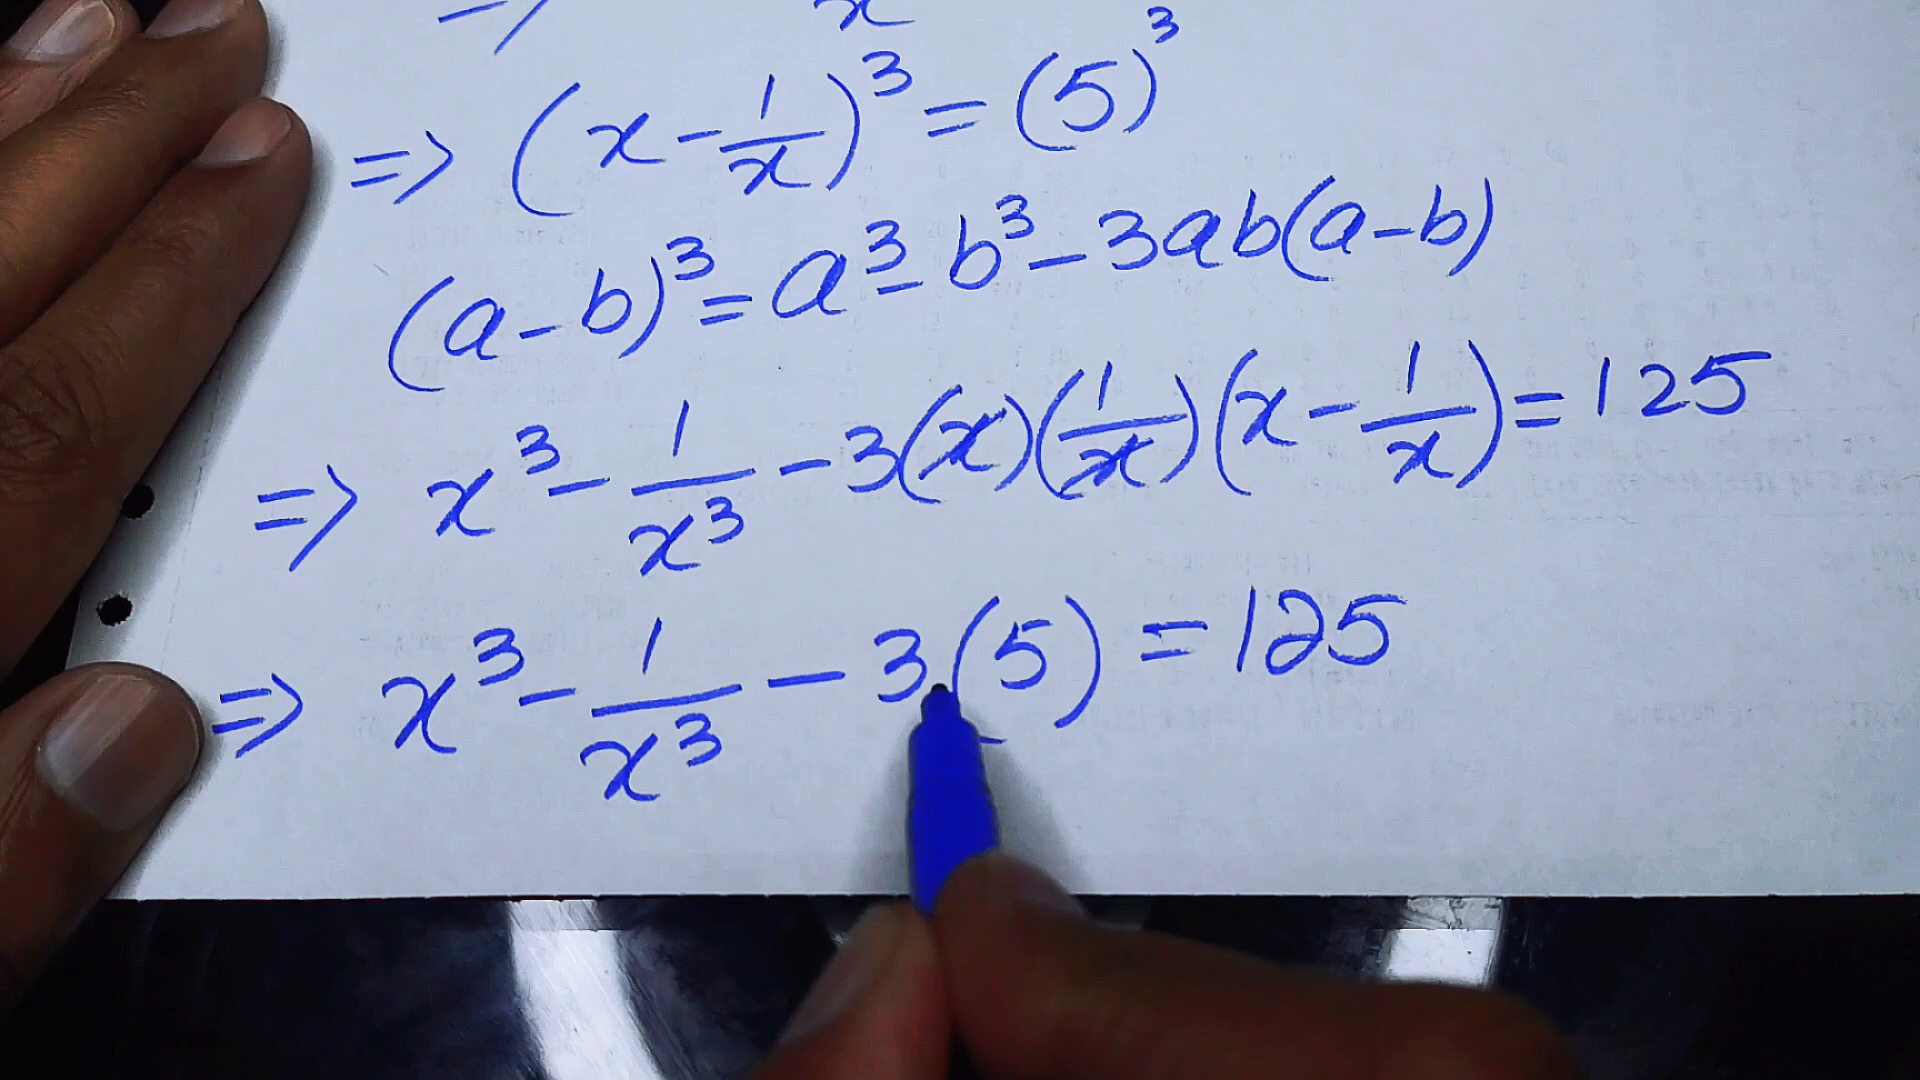 => (x - 1/x)³ = (5)³
(a - b)³ = a³ - b³ - 3ab(a - b)
=> x³ - 1/x³ - 3(x)(1/x)(x - 1/x) = 125
=> x³ - 1/x³ - 3(5) = 125